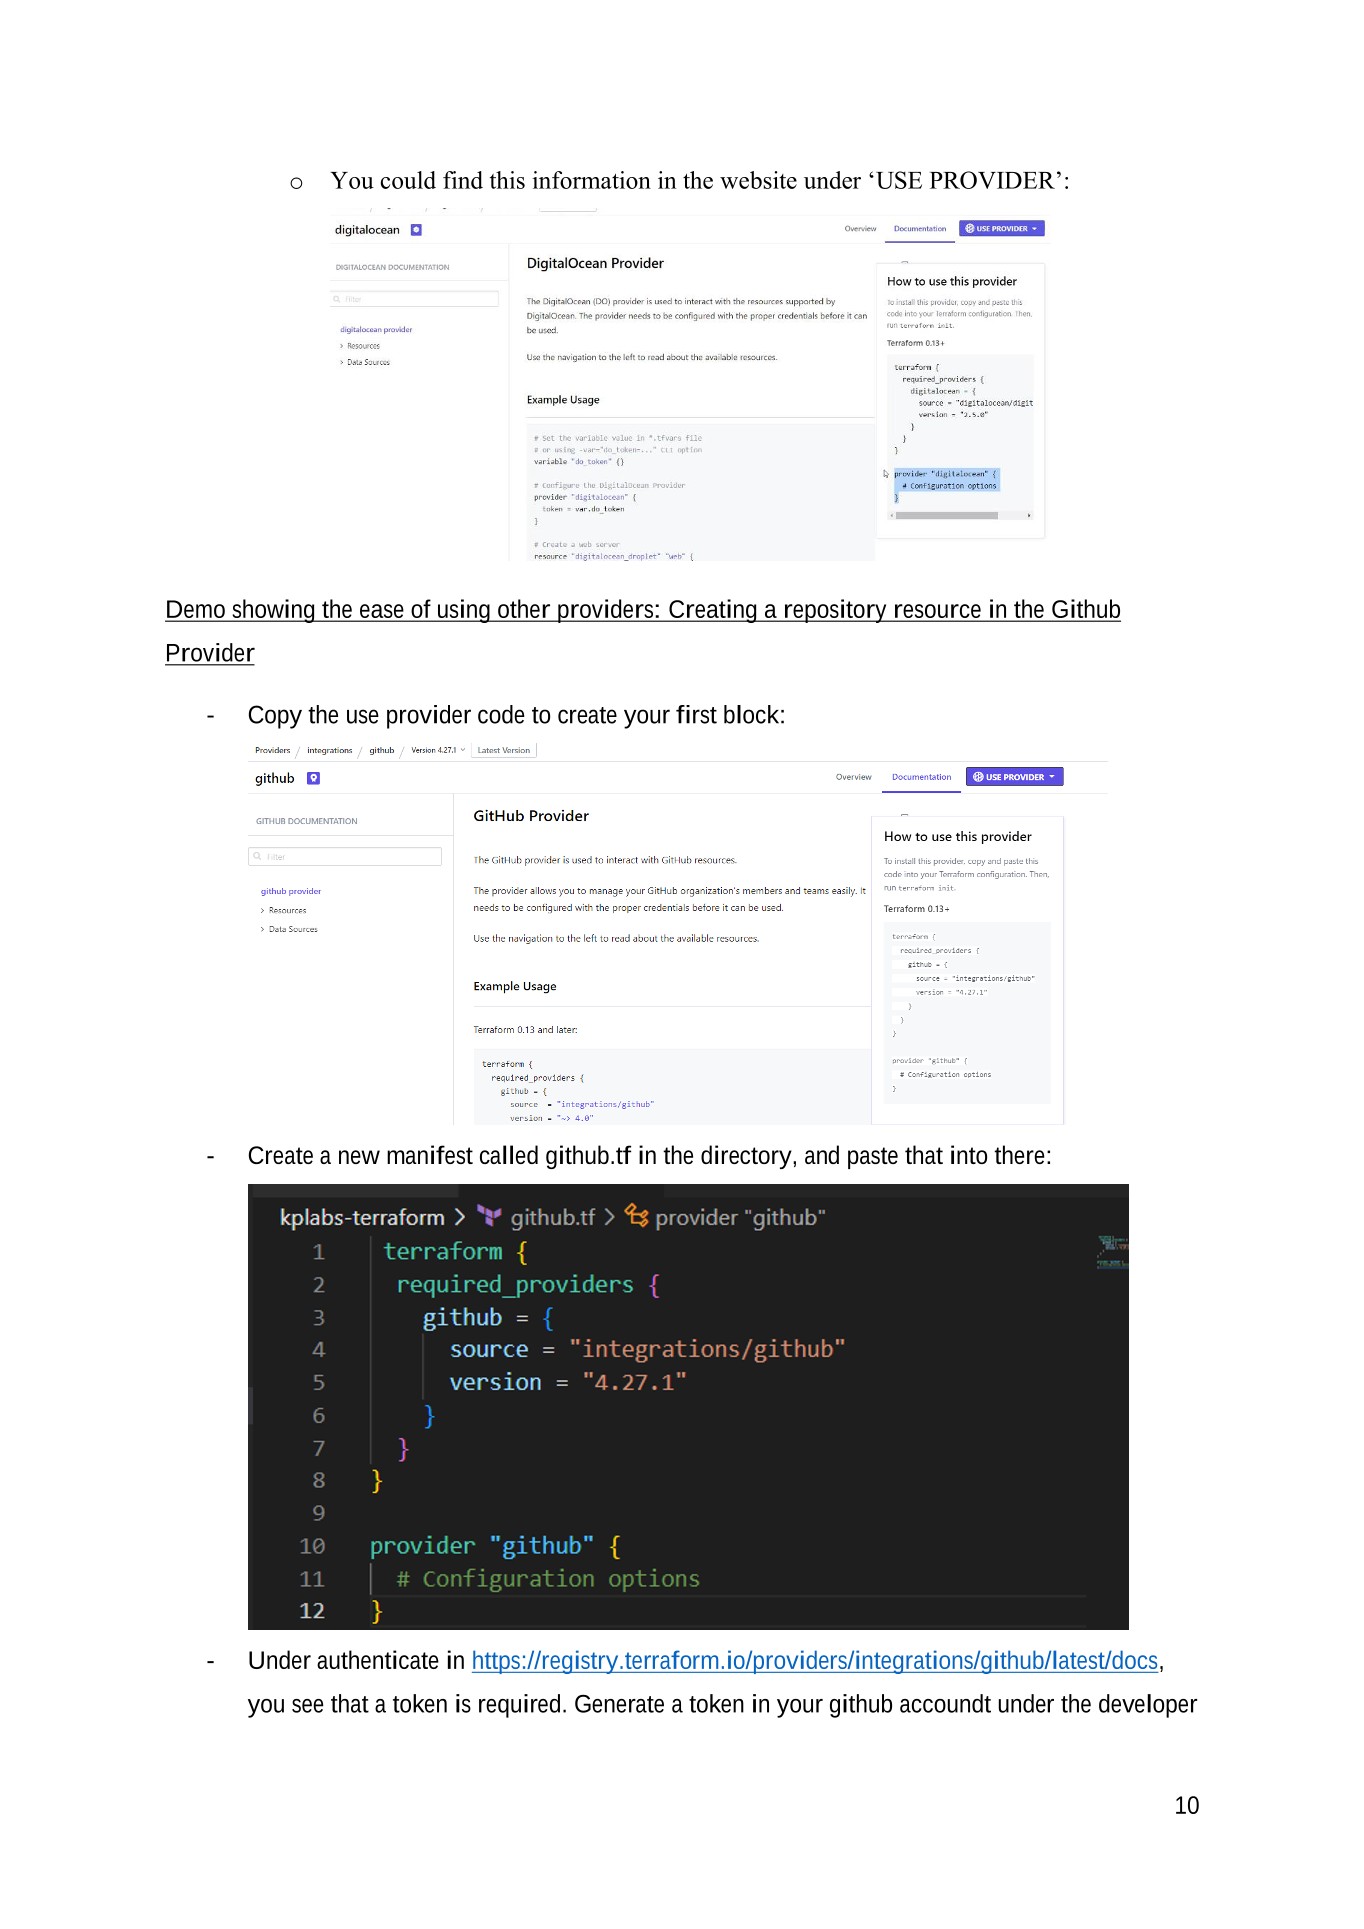 o You could find this information in the website under ‘USE PROVIDER’:
digitalocean
Overview Documentation USE PROVIDER
DIGITALOCEAN DOCUMENTATION
Filter
digitalocean provider
> Resources
> Data Sources
DigitalOcean Provider
The DigitalOcean (DO) provider is used to interact with the resources supported by
DigitalOcean. The provider needs to be configured with the proper credentials before it can
be used.
Use the navigation to the left to read about the available resources.
Example Usage
# Set the variable value in *.tfvars file
# or using -var="do_token=..." CLI option
variable "do_token" {}
# Configure the DigitalOcean Provider
provider "digitalocean" {
token = var.do_token
}
# Create a web server
resource "digitalocean_droplet" "web" {
How to use this provider
To install this provider, copy and paste this
code into your Terraform configuration. Then,
run terraform init.
Terraform 0.13+
terraform {
required_providers {
digitalocean = {
source = "digitalocean/digit
version = "2.5.0"
}
}
}
provider "digitalocean" {
# Configuration options
}
Demo showing the ease of using other providers: Creating a repository resource in the Github
Provider
- Copy the use provider code to create your first block:
Providers / integrations / github / Version 4.27.1 Latest Version
github
Overview Documentation USE PROVIDER
GITHUB DOCUMENTATION
Filter
github provider
> Resources
> Data Sources
GitHub Provider
The GitHub provider is used to interact with GitHub resources.
The provider allows you to manage your GitHub organization's members and teams easily. It
needs to be configured with the proper credentials before it can be used.
Use the navigation to the left to read about the available resources.
Example Usage
Terraform 0.13 and later:
terraform {
required_providers {
github = {
source = "integrations/github"
version = "~> 4.0"
How to use this provider
To install this provider, copy and paste this
code into your Terraform configuration. Then,
run terraform init.
Terraform 0.13+
terraform {
required_providers {
github = {
source = "integrations/github"
version = "4.27.1"
}
}
}
provider "github" {
# Configuration options
}
- Create a new manifest called github.tf in the directory, and paste that into there:
kplabs-terraform > github.tf > provider "github"
1 terraform {
2 required_providers {
3 github = {
4 source = "integrations/github"
5 version = "4.27.1"
6 }
7 }
8 }
9
10 provider "github" {
11 # Configuration options
12 }
- Under authenticate in https://registry.terraform.io/providers/integrations/github/latest/docs,
you see that a token is required. Generate a token in your github accoundt under the developer
10